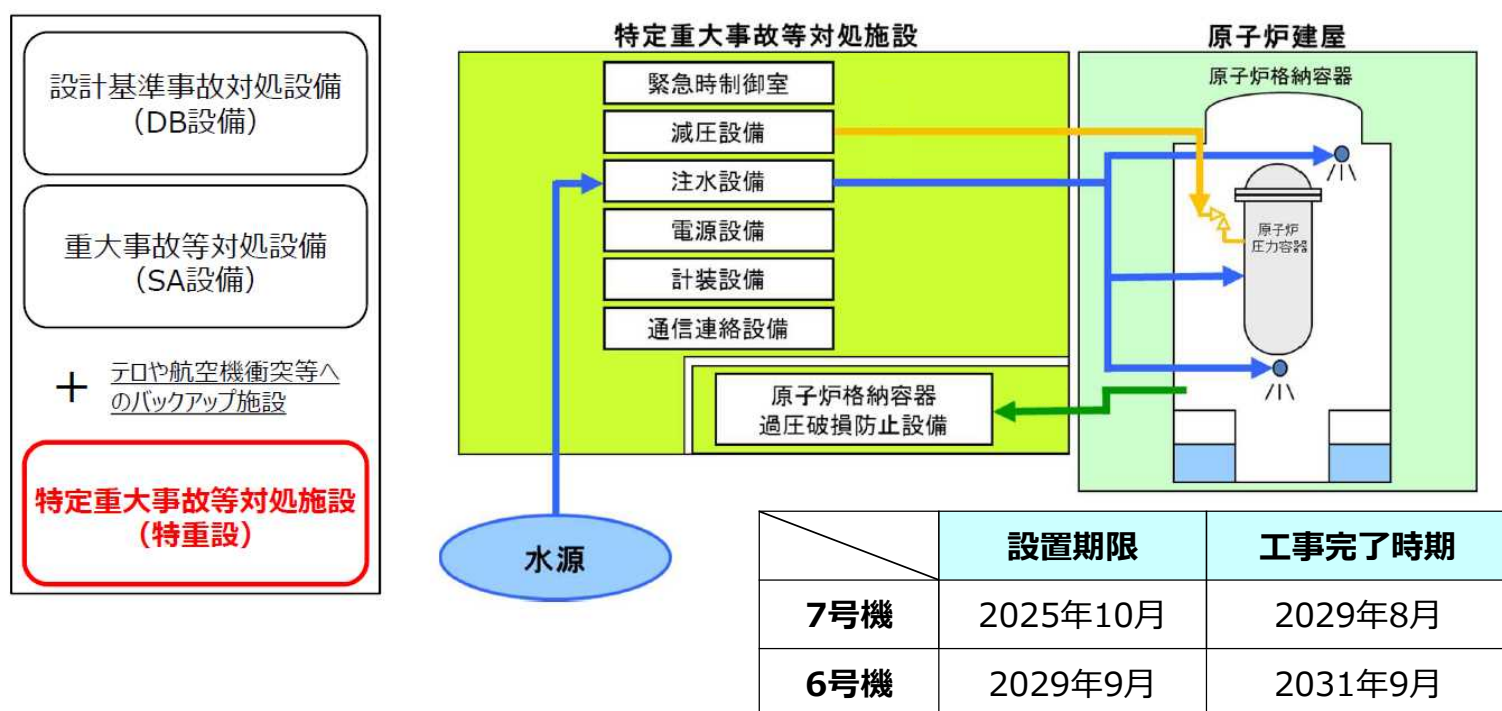 設計基準事故対処設備
（DB設備）
重大事故等対処設備
（SA設備）
＋
テロや航空機衝突等へ
のバックアップ施設
特定重大事故等対処施設
（特重設）
特定重大事故等対処施設
緊急時制御室
減圧設備
注水設備
電源設備
計装設備
通信連絡設備
原子炉格納容器
過圧破損防止設備
水源
原子炉建屋
原子炉格納容器
原子炉
圧力容器
設置期限 工事完了時期
7号機 2025年10月 2029年8月
6号機 2029年9月 2031年9月